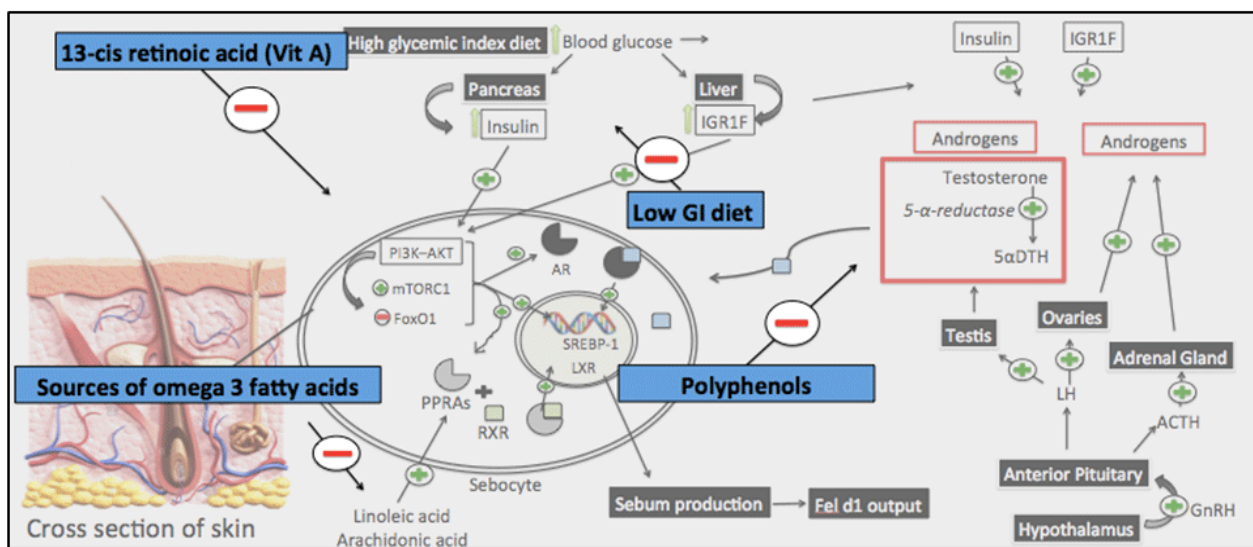 13-cis retinoic acid (Vit A)
High glycemic index diet
Blood glucose
Pancreas
Insulin
Liver
IGR1F
Insulin
IGR1F
Androgens
Androgens
Testosterone
5-α-reductase
5αDTH
Low GI diet
PI3K–AKT
mTORC1
FoxO1
AR
SREBP-1
LXR
PPRAs
RXR
Sebocyte
Sources of omega 3 fatty acids
Polyphenols
Testis
Ovaries
Adrenal Gland
LH
ACTH
Anterior Pituitary
GnRH
Hypothalamus
Sebum production
Fel d1 output
Linoleic acid
Arachidonic acid
Cross section of skin